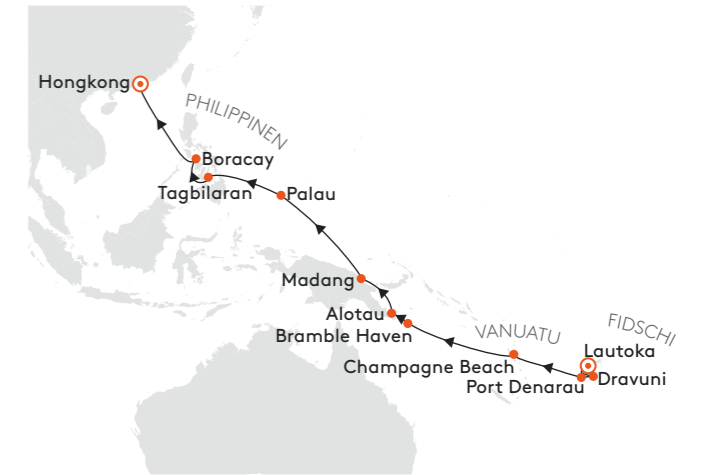 Hongkong
PHILIPPINEN
Boracay
Tagbilaran
Palau
Madang
Alotau
Bramble Haven
VANUATU
FIDSCHI
Lautoka
Champagne Beach
Port Denarau
Dravuni